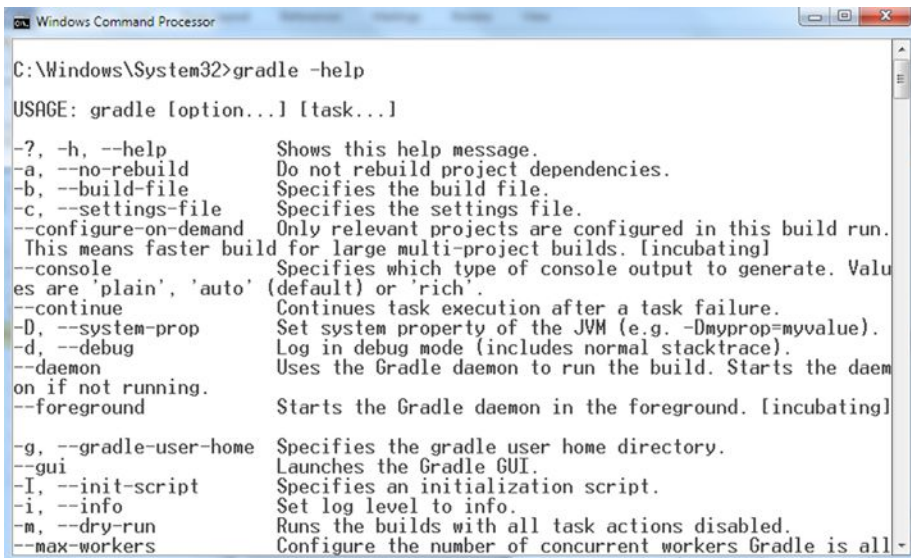 Windows Command Processor
C:\Windows\System32>gradle -help
USAGE: gradle [option...] [task...]
-?, -h, --help Shows this help message.
-a, --no-rebuild Do not rebuild project dependencies.
-b, --build-file Specifies the build file.
-c, --settings-file Specifies the settings file.
--configure-on-demand Only relevant projects are configured in this build run.
This means faster build for large multi-project builds. [incubating]
--console Specifies which type of console output to generate. Valu
es are 'plain', 'auto' (default) or 'rich'.
--continue Continues task execution after a task failure.
-D, --system-prop Set system property of the JVM (e.g. -Dmyprop=myvalue).
-d, --debug Log in debug mode (includes normal stacktrace).
--daemon Uses the Gradle daemon to run the build. Starts the daem
on if not running.
--foreground Starts the Gradle daemon in the foreground. [incubating]
-g, --gradle-user-home Specifies the gradle user home directory.
--gui Launches the Gradle GUI.
-I, --init-script Specifies an initialization script.
-i, --info Set log level to info.
-m, --dry-run Runs the builds with all task actions disabled.
--max-workers Configure the number of concurrent workers Gradle is all